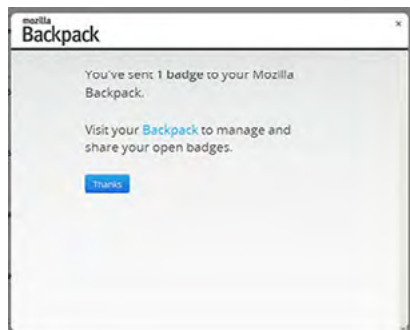 mozilla
Backpack
×
You've sent 1 badge to your Mozilla
Backpack.
Visit your Backpack to manage and
share your open badges.
Thanks